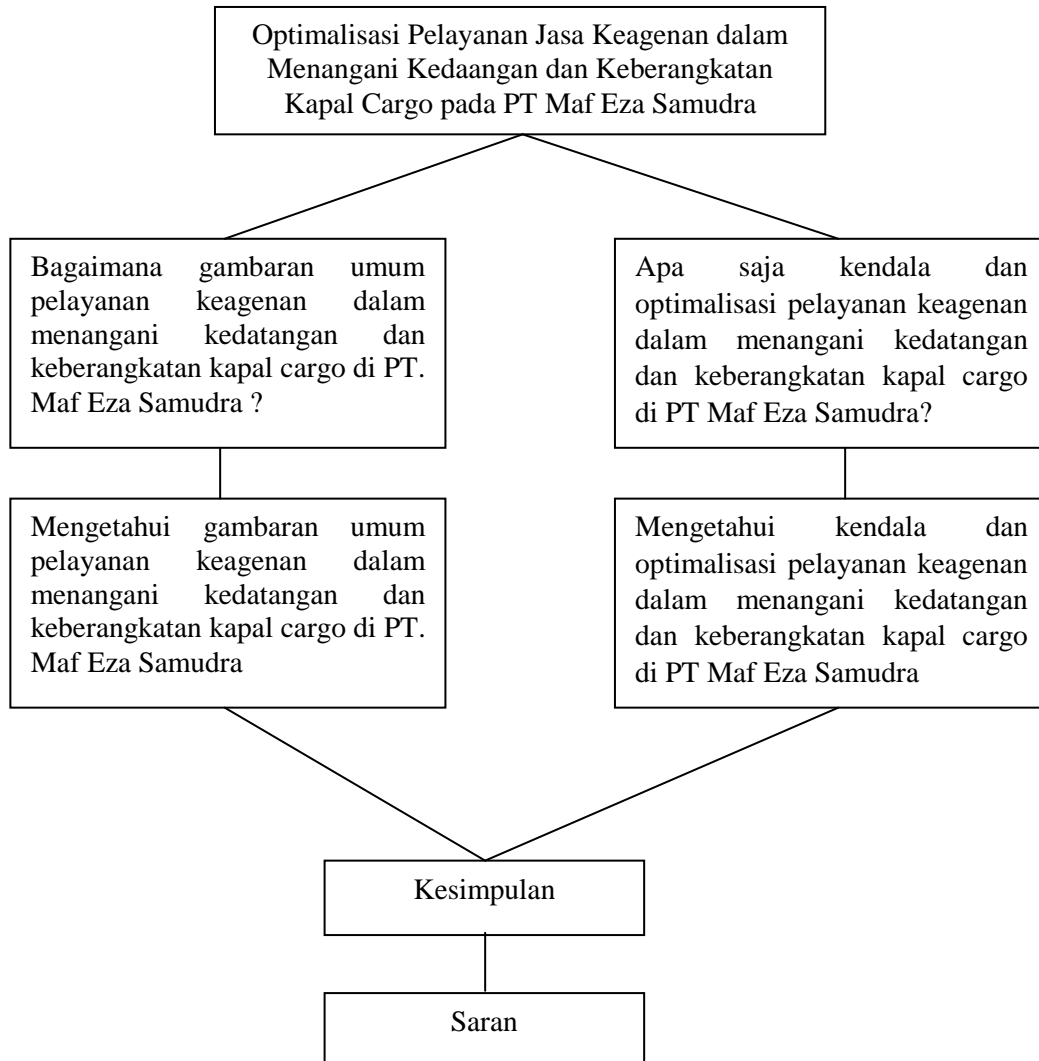 Optimalisasi Pelayanan Jasa Keagenan dalam
Menangani Kedaangan dan Keberangkatan
Kapal Cargo pada PT Maf Eza Samudra
Bagaimana gambaran umum
pelayanan keagenan dalam
menangani kedatangan dan
keberangkatan kapal cargo di PT.
Maf Eza Samudra ?
Apa saja kendala dan
optimalisasi pelayanan keagenan
dalam menangani kedatangan
dan keberangkatan kapal cargo
di PT Maf Eza Samudra?
Mengetahui gambaran umum
pelayanan keagenan dalam
menangani kedatangan dan
keberangkatan kapal cargo di PT.
Maf Eza Samudra
Mengetahui kendala dan
optimalisasi pelayanan keagenan
dalam menangani kedatangan
dan keberangkatan kapal cargo
di PT Maf Eza Samudra
Kesimpulan
Saran